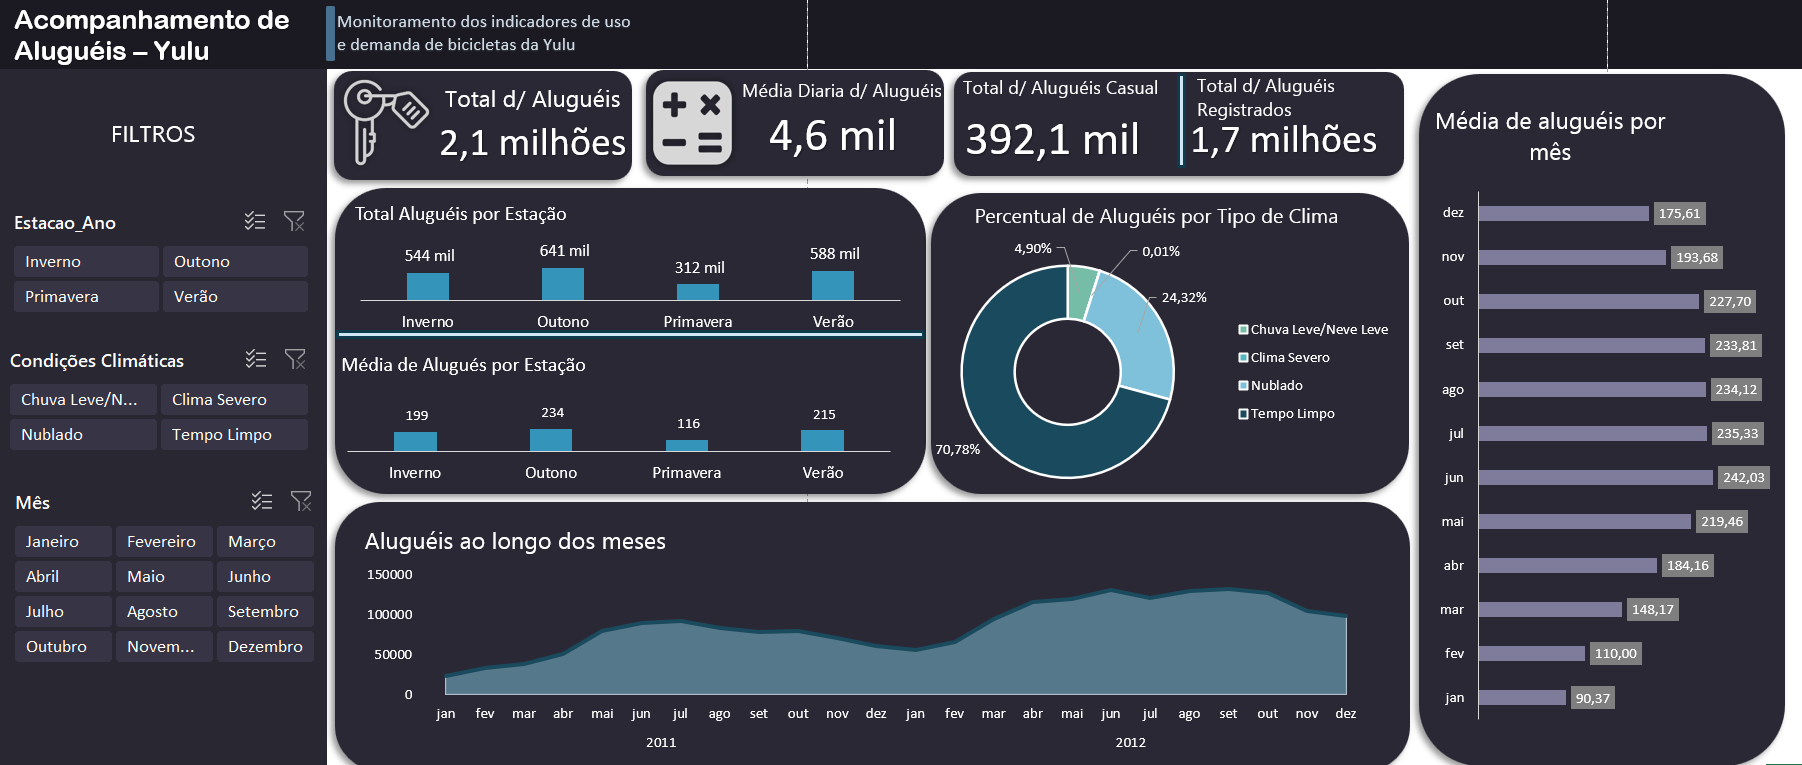 Acompanhamento de
Aluguéis – Yulu
Monitoramento dos indicadores de uso
e demanda de bicicletas da Yulu
FILTROS
Estacao_Ano
Inverno
Outono
Primavera
Verão
Condições Climáticas
Chuva Leve/N...
Clima Severo
Nublado
Tempo Limpo
Mês
Janeiro
Fevereiro
Março
Abril
Maio
Junho
Julho
Agosto
Setembro
Outubro
Novem...
Dezembro
Total d/ Aluguéis
2,1 milhões
Média Diaria d/ Aluguéis
4,6 mil
Total d/ Aluguéis Casual
392,1 mil
Total d/ Aluguéis
Registrados
1,7 milhões
Total Aluguéis por Estação
544 mil
641 mil
312 mil
588 mil
Inverno
Outono
Primavera
Verão
Média de Alugués por Estação
199
234
116
215
Inverno
Outono
Primavera
Verão
Percentual de Aluguéis por Tipo de Clima
4,90%
0,01%
24,32%
70,78%
Chuva Leve/Neve Leve
Clima Severo
Nublado
Tempo Limpo
Aluguéis ao longo dos meses
150000
100000
50000
0
jan fev mar abr mai jun jul ago set out nov dez jan fev mar abr mai jun jul ago set out nov dez
2011 2012
Média de aluguéis por
mês
dez 175,61
nov 193,68
out 227,70
set 233,81
ago 234,12
jul 235,33
jun 242,03
mai 219,46
abr 184,16
mar 148,17
fev 110,00
jan 90,37